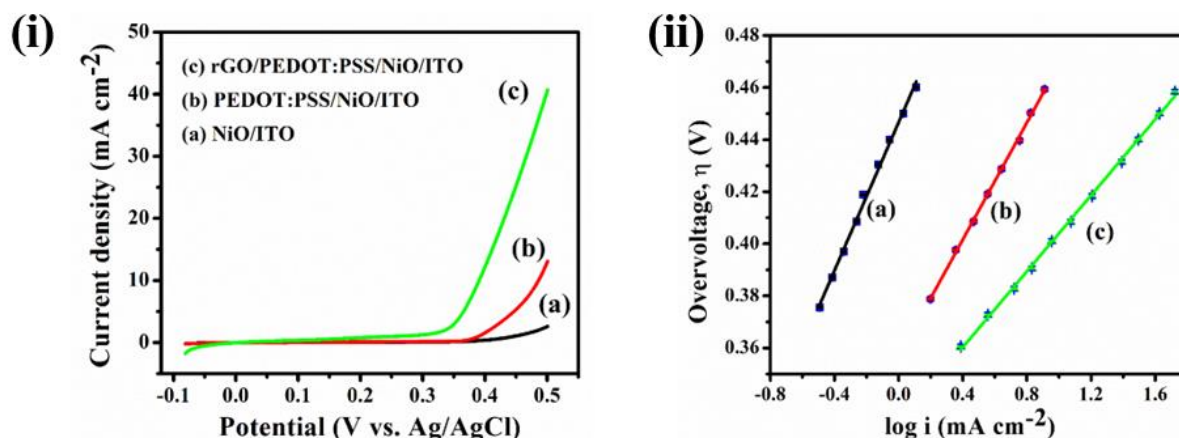 (i)
50
40
30
20
10
0
Current density (mA cm⁻²)
(c) rGO/PEDOT:PSS/NiO/ITO
(b) PEDOT:PSS/NiO/ITO
(a) NiO/ITO
(c)
(b)
(a)
-0.1 0.0 0.1 0.2 0.3 0.4 0.5
Potential (V vs. Ag/AgCl)
(ii)
0.48
0.46
0.44
0.42
0.40
0.38
0.36
Overvoltage, η (V)
(a)
(b)
(c)
-0.8 -0.4 0.0 0.4 0.8 1.2 1.6
log i (mA cm⁻²)